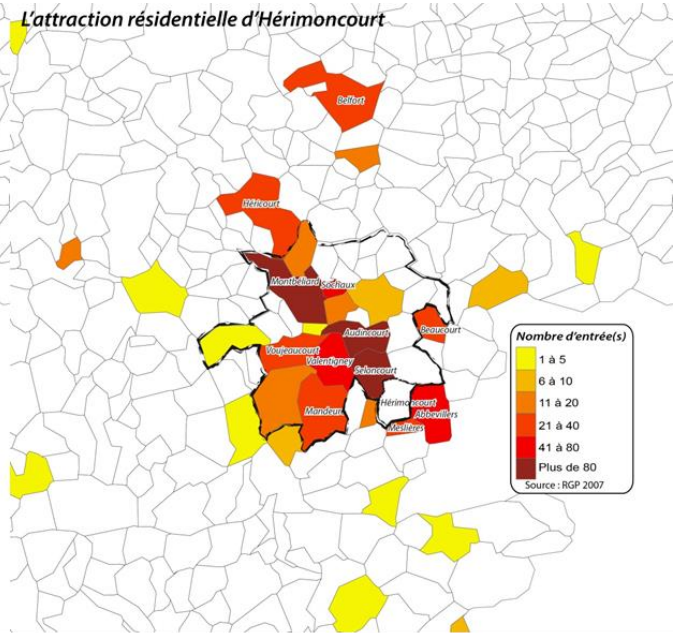 L'attraction résidentielle d'Hérimoncourt
Belfort
Héricourt
Montbéliard
Sochaux
Beaucourt
Audincourt
Voujeaucourt
Valentigney
Seloncourt
Hérimoncourt
Mandeure
Abbévillers
Meslières
Nombre d'entrée(s)
1 à 5
6 à 10
11 à 20
21 à 40
41 à 80
Plus de 80
Source : RGP 2007